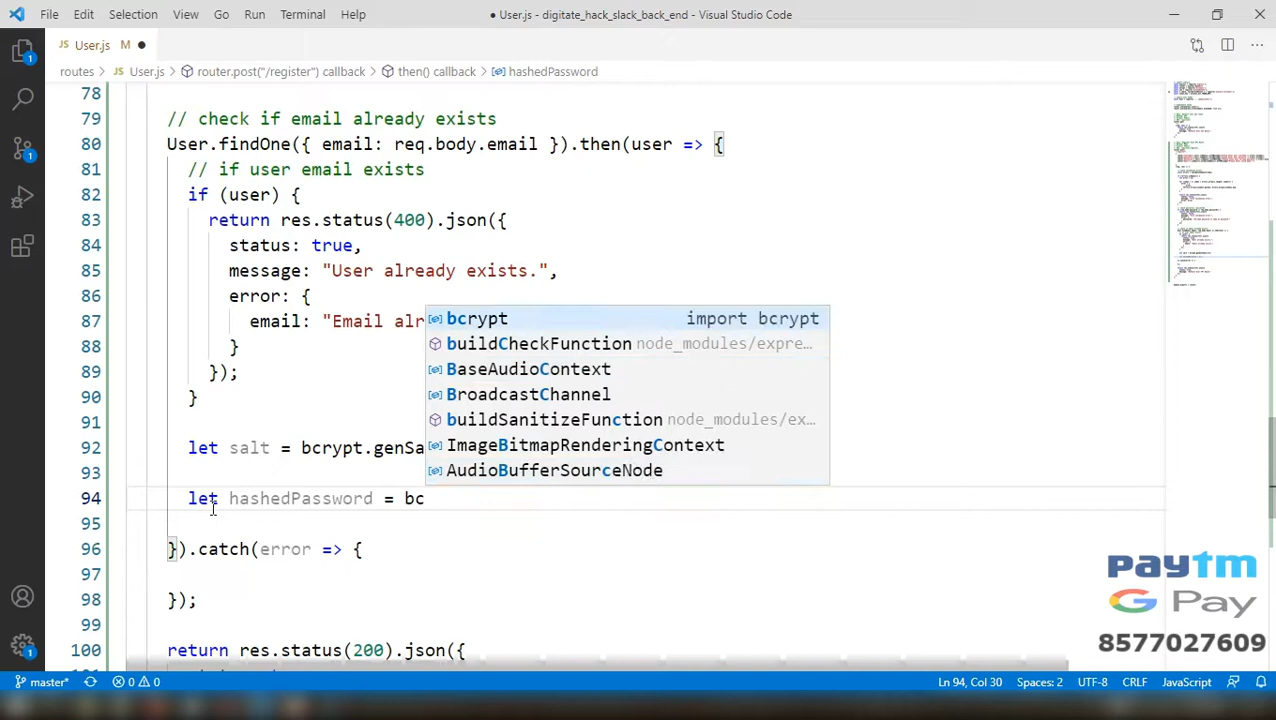 File Edit Selection View Go Run Terminal Help ● User.js - digitate_hack_slack_back_end - Visual Studio Code
JS User.js M ●
routes > JS User.js > router.post("/register") callback > then() callback > hashedPassword
78
79 // check if email already exists
80 User.findOne({ email: req.body.email }).then(user => {
81 // if user email exists
82 if (user) {
83 return res.status(400).json({
84 status: true,
85 message: "User already exists.",
86 error: {
87 email: "Email alr
88 }
89 });
90 }
91
92 let salt = bcrypt.genSa
93
94 let hashedPassword = bc
95
96 }).catch(error => {
97
98 });
99
100 return res.status(200).json({
bcrypt import bcrypt
buildCheckFunction node_modules/expre…
BaseAudioContext
BroadcastChannel
buildSanitizeFunction node_modules/ex…
ImageBitmapRenderingContext
AudioBufferSourceNode
paytm
G Pay
8577027609
master* 0 0 Ln 94, Col 30 Spaces: 2 UTF-8 CRLF JavaScript